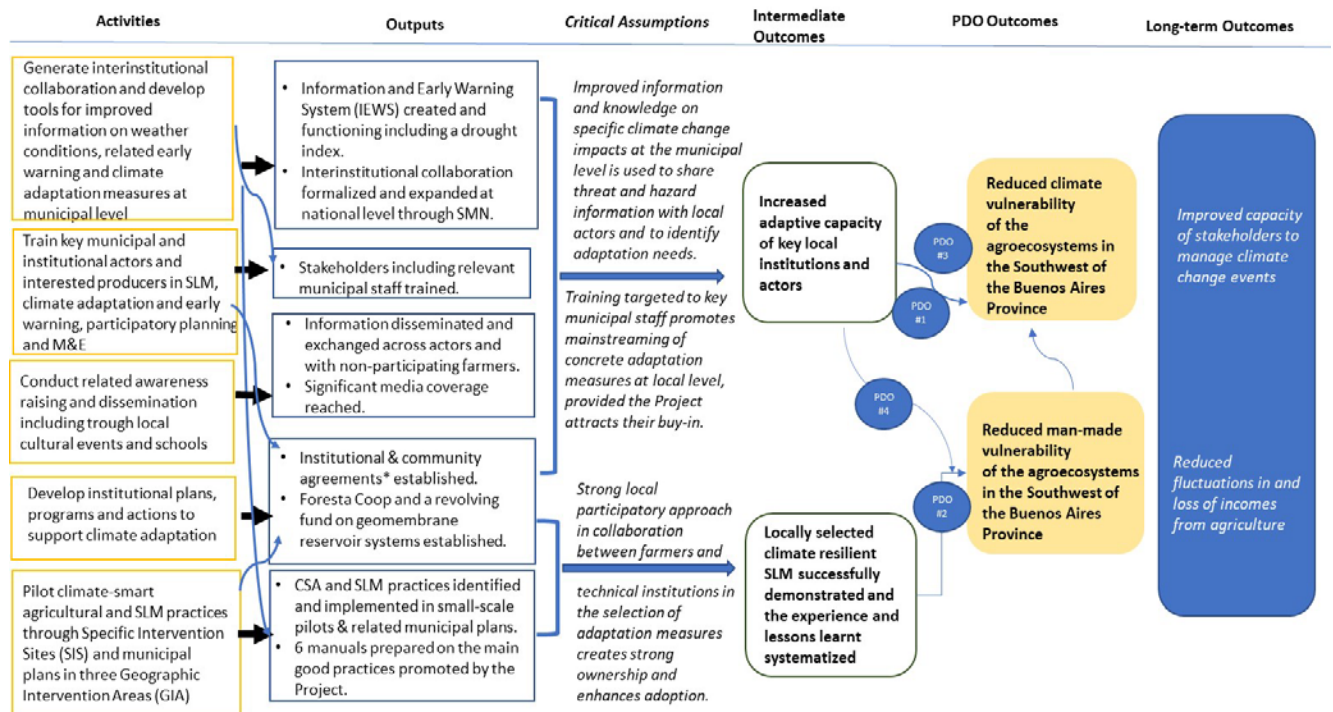 Activities
Outputs
Critical Assumptions
Intermediate
Outcomes
PDO Outcomes
Long-term Outcomes
Generate interinstitutional
collaboration and develop
tools for improved
information on weather
conditions, related early
warning and climate
adaptation measures at
municipal level
Train key municipal and
institutional actors and
interested producers in SLM,
climate adaptation and early
warning, participatory planning
and M&E
Conduct related awareness
raising and dissemination
including trough local
cultural events and schools
Develop institutional plans,
programs and actions to
support climate adaptation
Pilot climate-smart
agricultural and SLM practices
through Specific Intervention
Sites (SIS) and municipal
plans in three Geographic
Intervention Areas (GIA)
• Information and Early Warning
System (IEWS) created and
functioning including a drought
index.
• Interinstitutional collaboration
formalized and expanded at
national level through SMN.
• Stakeholders including relevant
municipal staff trained.
• Information disseminated and
exchanged across actors and
with non-participating farmers.
• Significant media coverage
reached.
• Institutional & community
agreements* established.
• Foresta Coop and a revolving
fund on geomembrane
reservoir systems established.
• CSA and SLM practices identified
and implemented in small-scale
pilots & related municipal plans.
• 6 manuals prepared on the main
good practices promoted by the
Project.
Improved information
and knowledge on
specific climate change
impacts at the municipal
level is used to share
threat and hazard
information with local
actors and to identify
adaptation needs.
Training targeted to key
municipal staff promotes
mainstreaming of
concrete adaptation
measures at local level,
provided the Project
attracts their buy-in.
Strong local
participatory approach
in collaboration
between farmers and
technical institutions in
the selection of
adaptation measures
creates strong
ownership and
enhances adoption.
Increased
adaptive capacity
of key local
institutions and
actors
Locally selected
climate resilient
SLM successfully
demonstrated and
the experience and
lessons learnt
systematized
PDO
#3
PDO
#1
PDO
#4
PDO
#2
Reduced climate
vulnerability
of the
agroecosystems in
the Southwest of
the Buenos Aires
Province
Reduced man-made
vulnerability
of the agroecosystems
in the Southwest of
the Buenos Aires
Province
Improved capacity
of stakeholders to
manage climate
change events
Reduced
fluctuations in and
loss of incomes
from agriculture